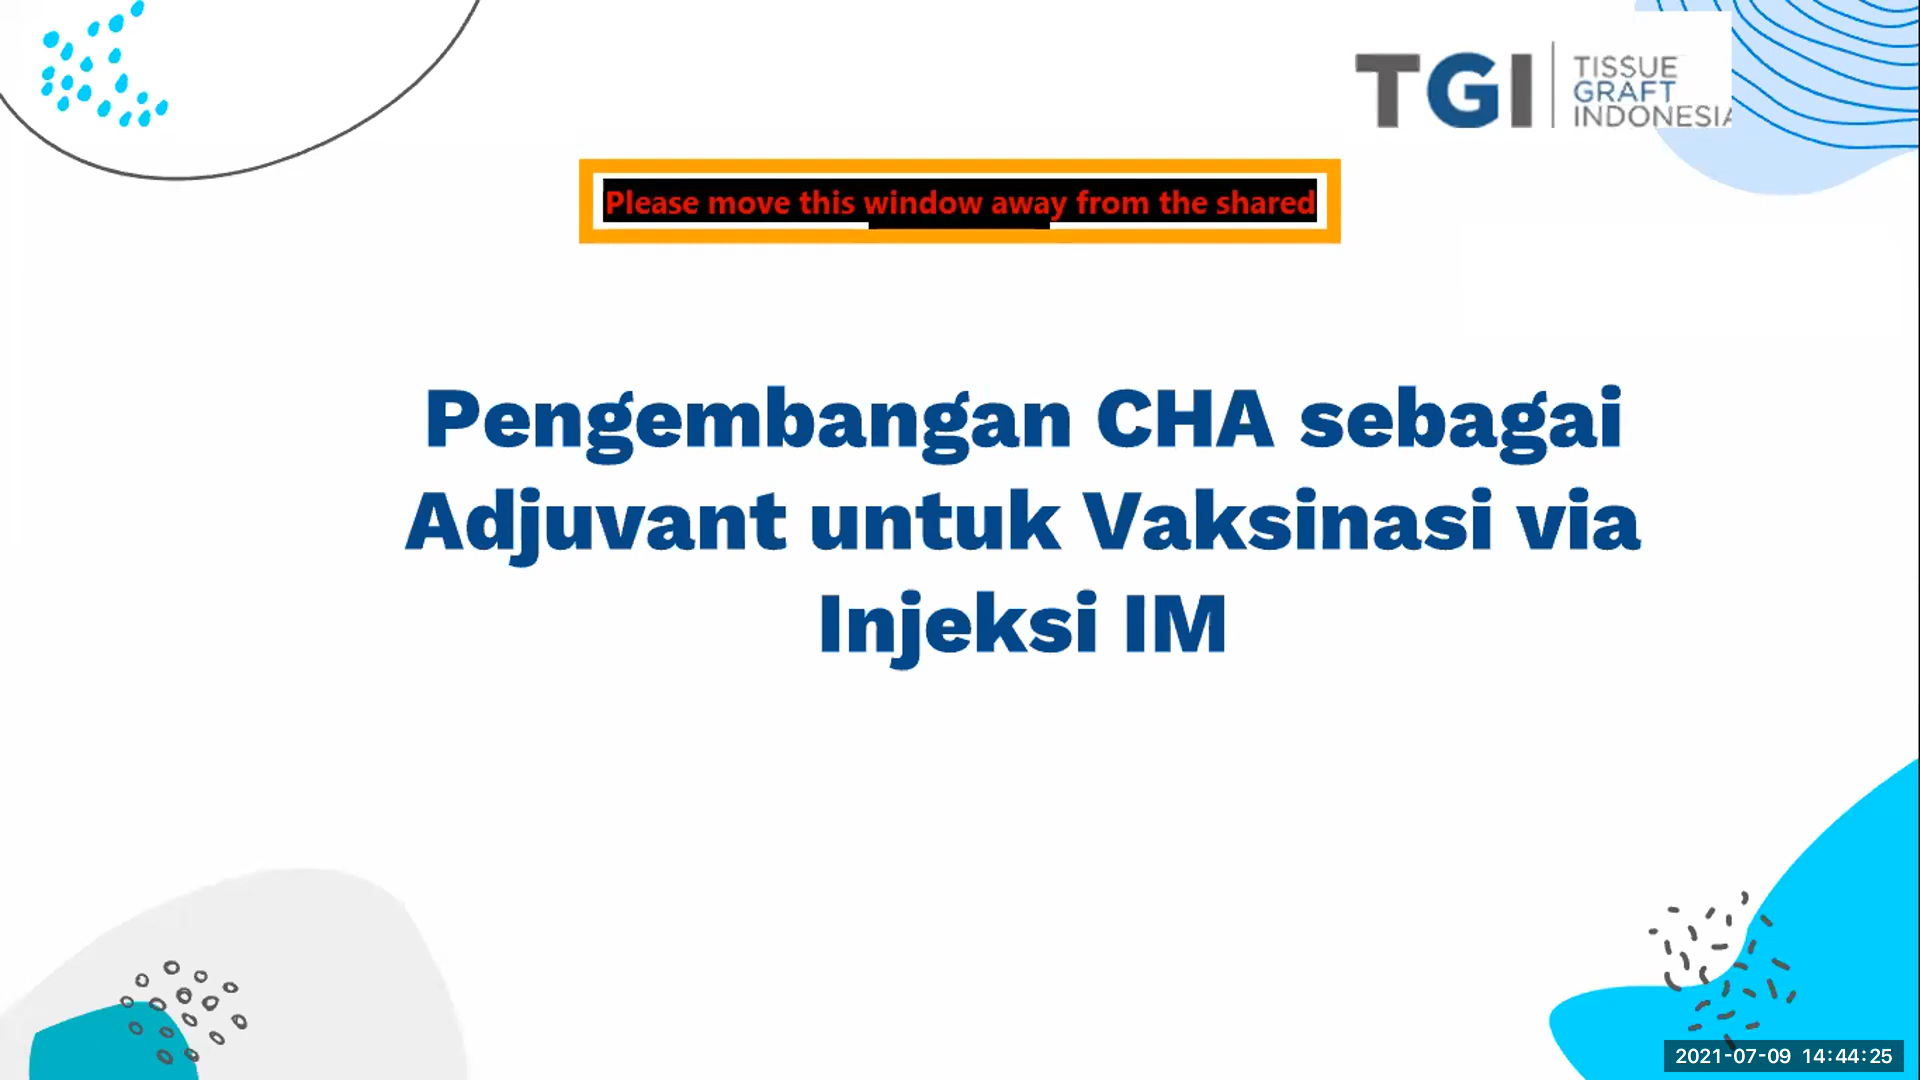 TGI
TISSUE
GRAFT
INDONESIA
Please move this window away from the shared
Pengembangan CHA sebagai
Adjuvant untuk Vaksinasi via
Injeksi IM
2021-07-09 14:44:25